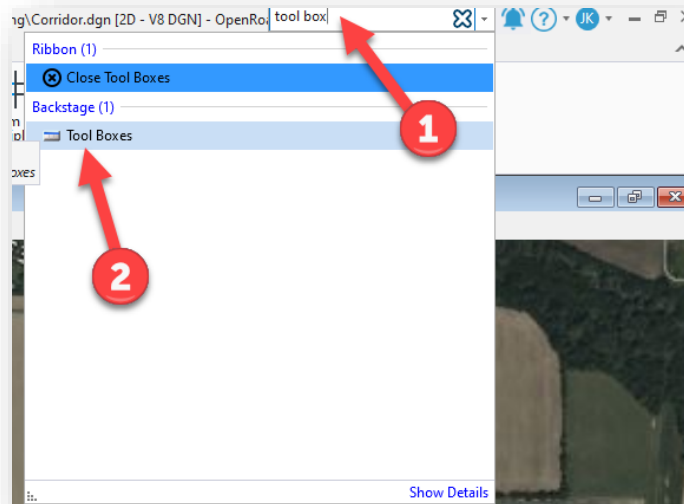 ng\Corridor.dgn [2D - V8 DGN] - OpenRoa
tool box
JK
Ribbon (1)
Close Tool Boxes
Backstage (1)
Tool Boxes
oxes
1
2
Show Details